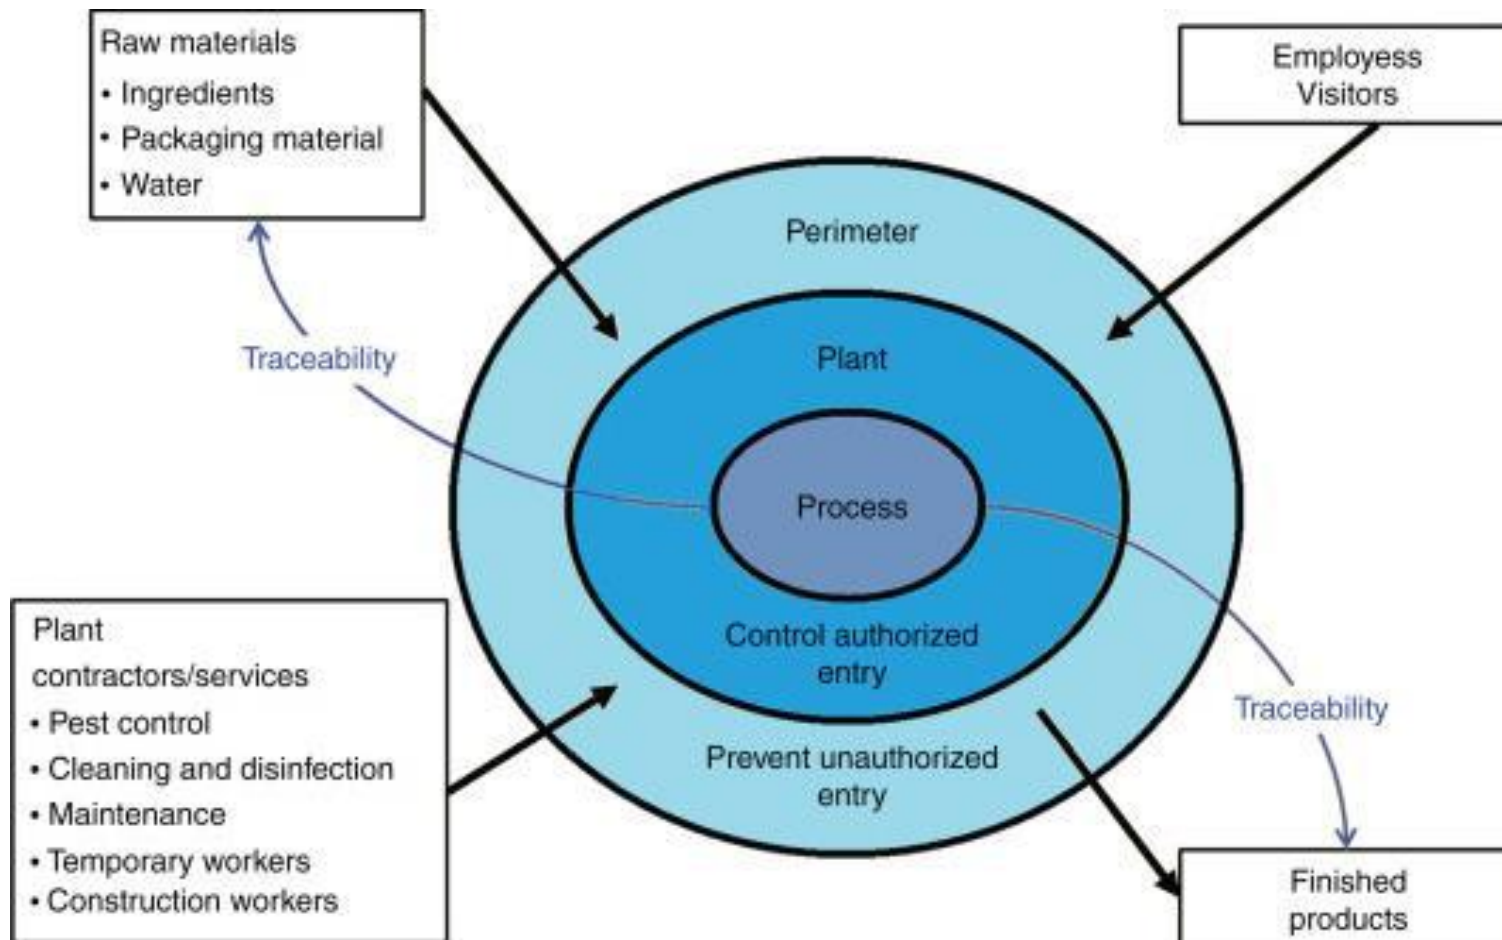 Raw materials
• Ingredients
• Packaging material
• Water
Employess
Visitors
Perimeter
Plant
Traceability
Process
Control authorized
entry
Prevent unauthorized
entry
Plant
contractors/services
• Pest control
• Cleaning and disinfection
• Maintenance
• Temporary workers
• Construction workers
Traceability
Finished
products